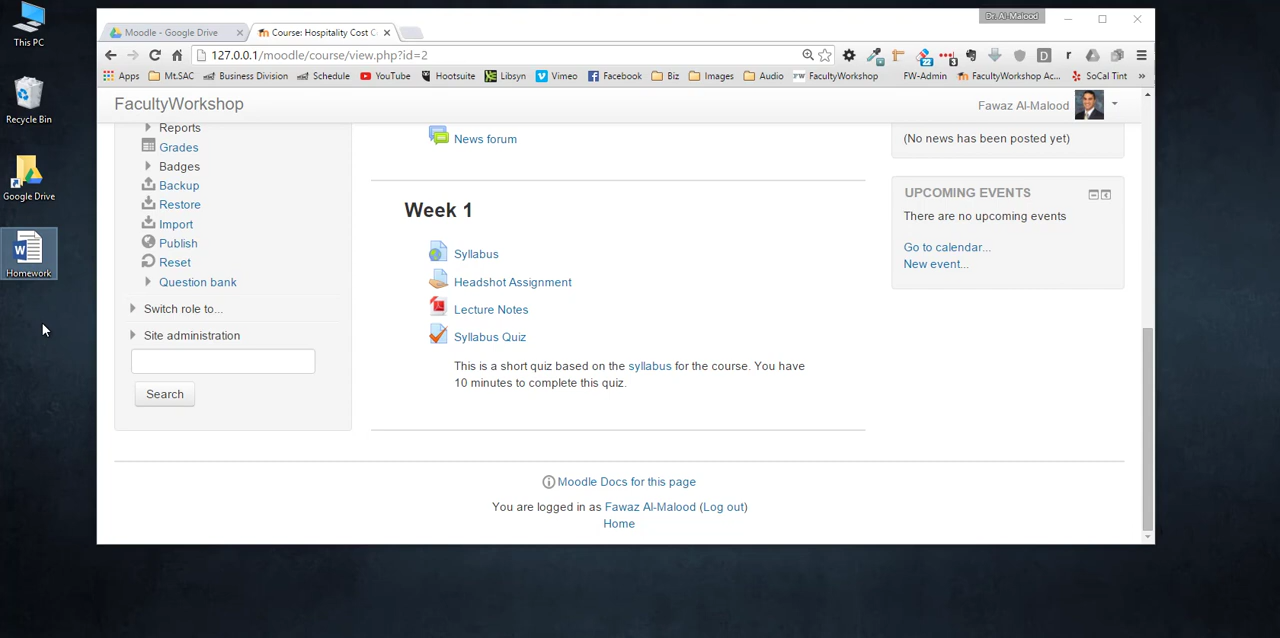 This PC
Recycle Bin
Google Drive
W
Homework
Dr. Al-Malood
Moodle - Google Drive
Course: Hospitality Cost C
127.0.0.1/moodle/course/view.php?id=2
22
3
D
r
Apps
Mt.SAC
Business Division
Schedule
YouTube
Hootsuite
Libsyn
Vimeo
Facebook
Biz
Images
Audio
FW FacultyWorkshop
FW-Admin
FacultyWorkshop Ac...
SoCal Tint
»
FacultyWorkshop
Fawaz Al-Malood
Reports
Grades
Badges
Backup
Restore
Import
Publish
Reset
Question bank
Switch role to...
Site administration
Search
News forum
Week 1
Syllabus
Headshot Assignment
Lecture Notes
Syllabus Quiz
This is a short quiz based on the syllabus for the course. You have
10 minutes to complete this quiz.
(No news has been posted yet)
UPCOMING EVENTS
There are no upcoming events
Go to calendar...
New event...
Moodle Docs for this page
You are logged in as Fawaz Al-Malood (Log out)
Home